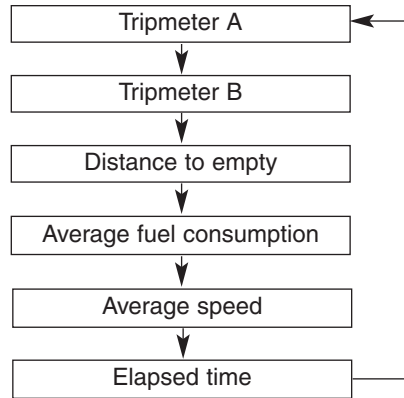 Tripmeter A
Tripmeter B
Distance to empty
Average fuel consumption
Average speed
Elapsed time